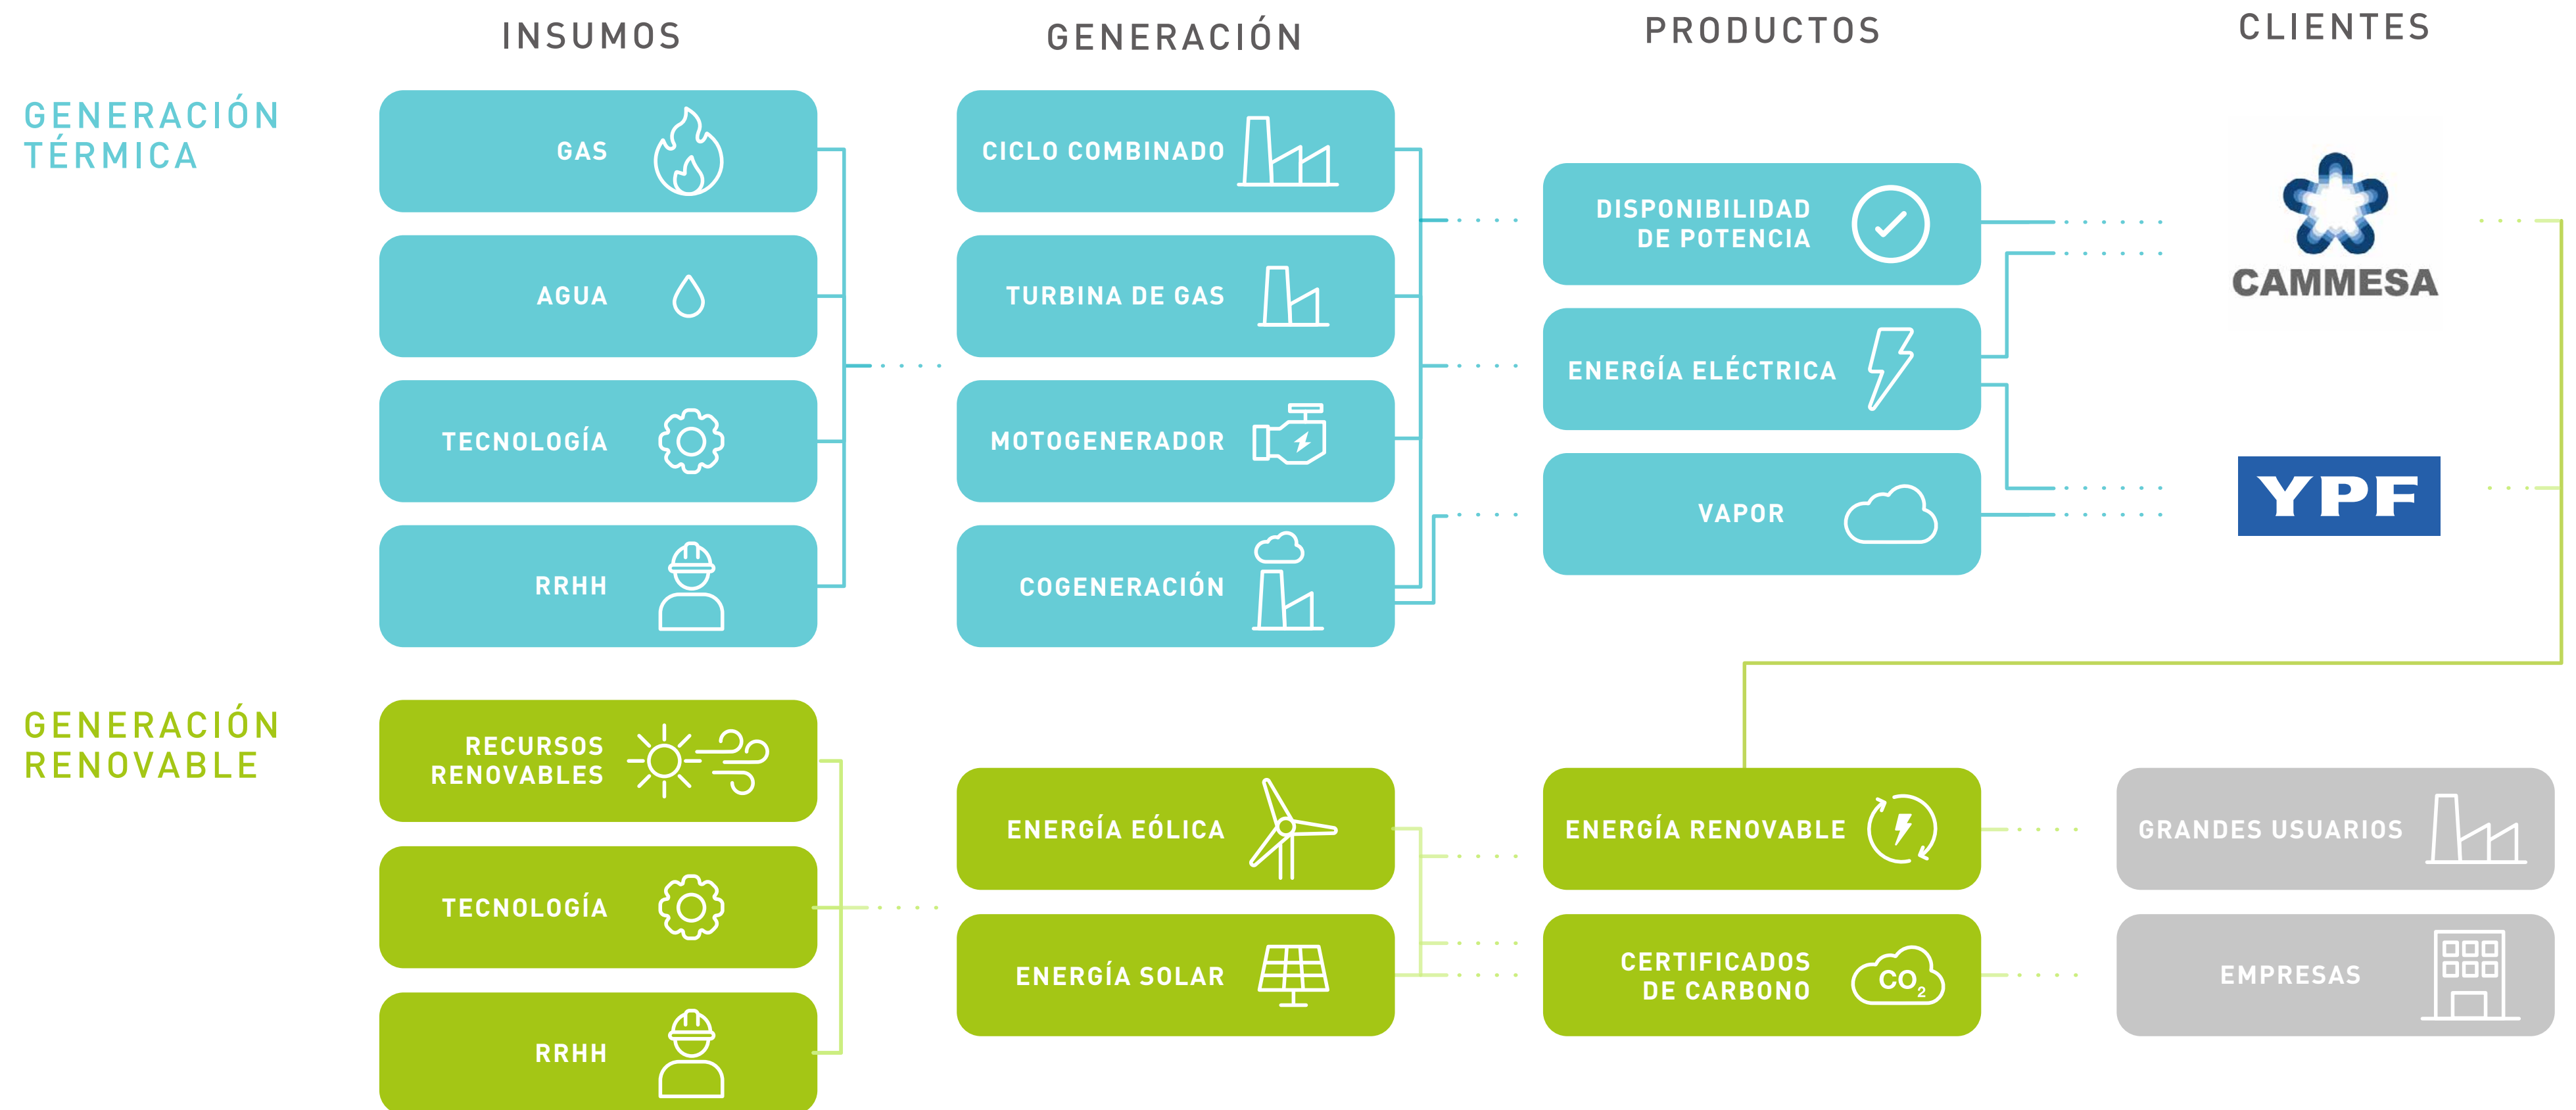 INSUMOS
GENERACIÓN
PRODUCTOS
CLIENTES
GENERACIÓN
TÉRMICA
GAS
AGUA
TECNOLOGÍA
RRHH
CICLO COMBINADO
TURBINA DE GAS
MOTOGENERADOR
COGENERACIÓN
DISPONIBILIDAD
DE POTENCIA
ENERGÍA ELÉCTRICA
VAPOR
CAMMESA
YPF
GENERACIÓN
RENOVABLE
RECURSOS
RENOVABLES
TECNOLOGÍA
RRHH
ENERGÍA EÓLICA
ENERGÍA SOLAR
ENERGÍA RENOVABLE
CERTIFICADOS
DE CARBONO
CO2
GRANDES USUARIOS
EMPRESAS